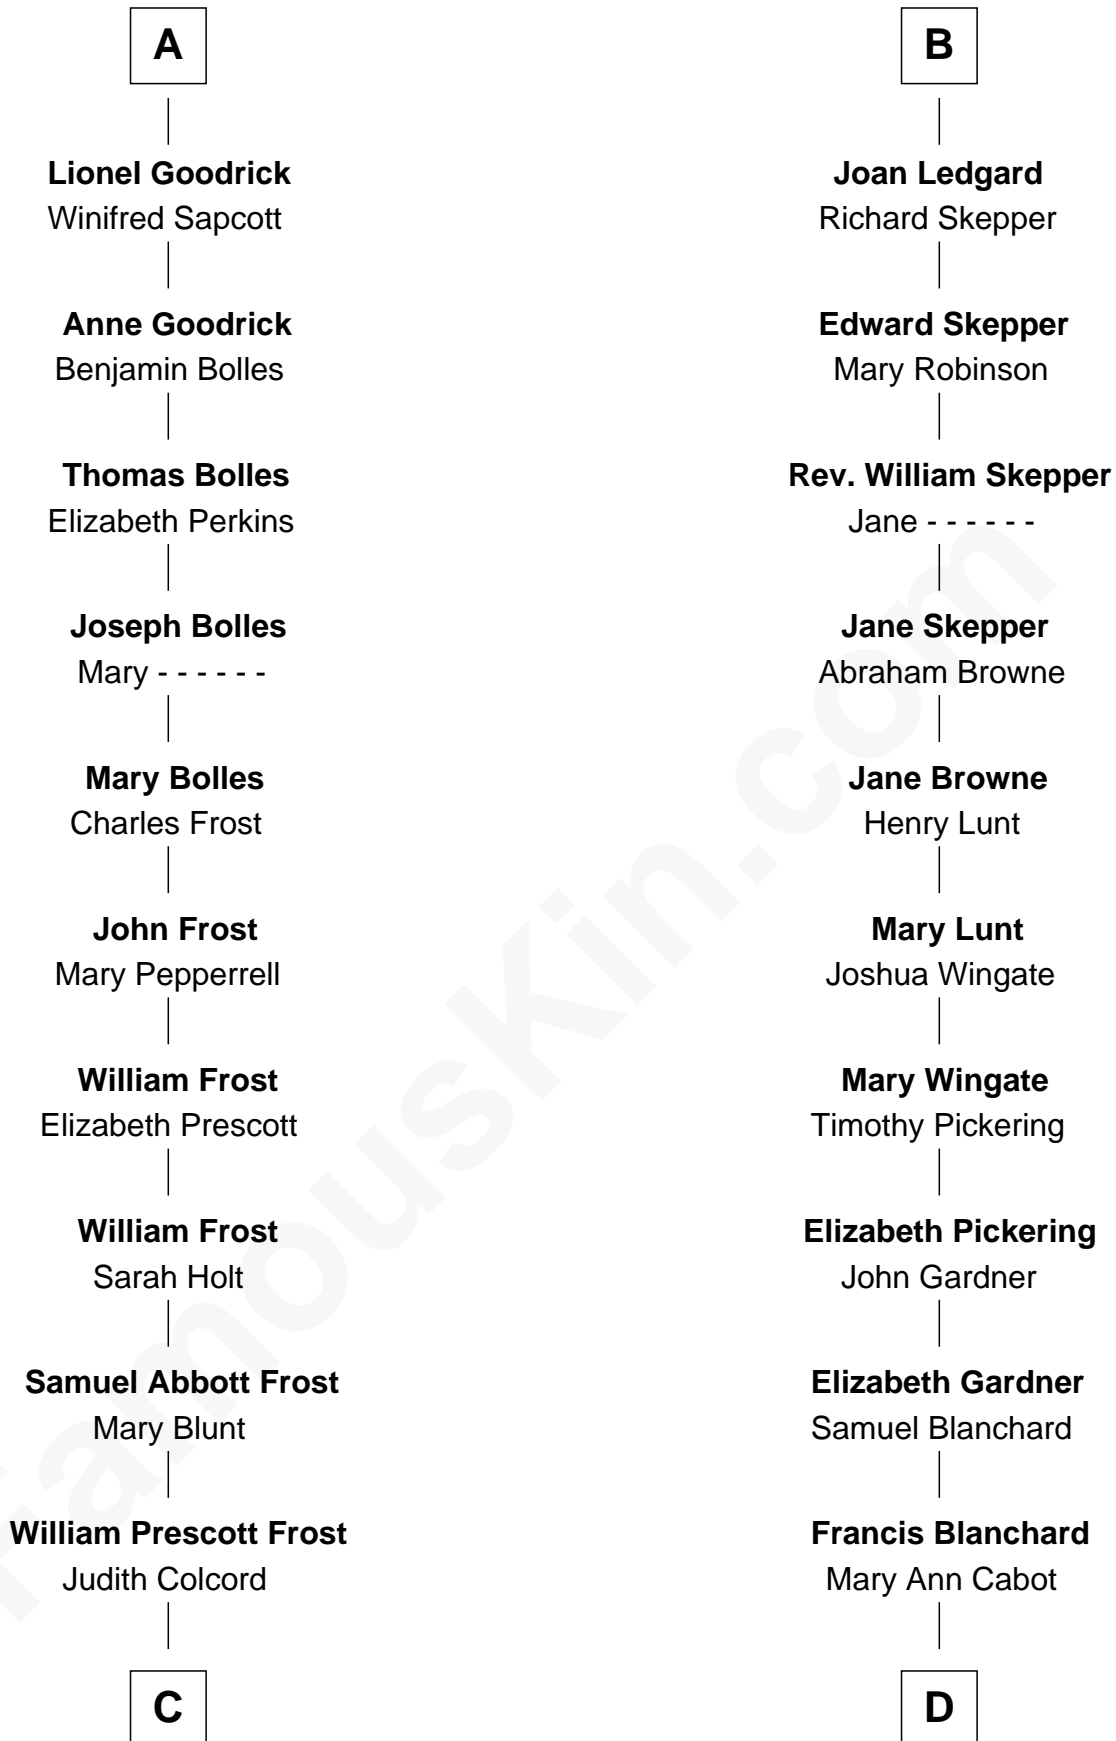 A
Lionel Goodrick
Winifred Sapcott
Anne Goodrick
Benjamin Bolles
Thomas Bolles
Elizabeth Perkins
Joseph Bolles
Mary - - - - - -
Mary Bolles
Charles Frost
John Frost
Mary Pepperrell
William Frost
Elizabeth Prescott
William Frost
Sarah Holt
Samuel Abbott Frost
Mary Blunt
William Prescott Frost
Judith Colcord
C
B
Joan Ledgard
Richard Skepper
Edward Skepper
Mary Robinson
Rev. William Skepper
Jane - - - - - -
Jane Skepper
Abraham Browne
Jane Browne
Henry Lunt
Mary Lunt
Joshua Wingate
Mary Wingate
Timothy Pickering
Elizabeth Pickering
John Gardner
Elizabeth Gardner
Samuel Blanchard
Francis Blanchard
Mary Ann Cabot
D
FamousKin.com